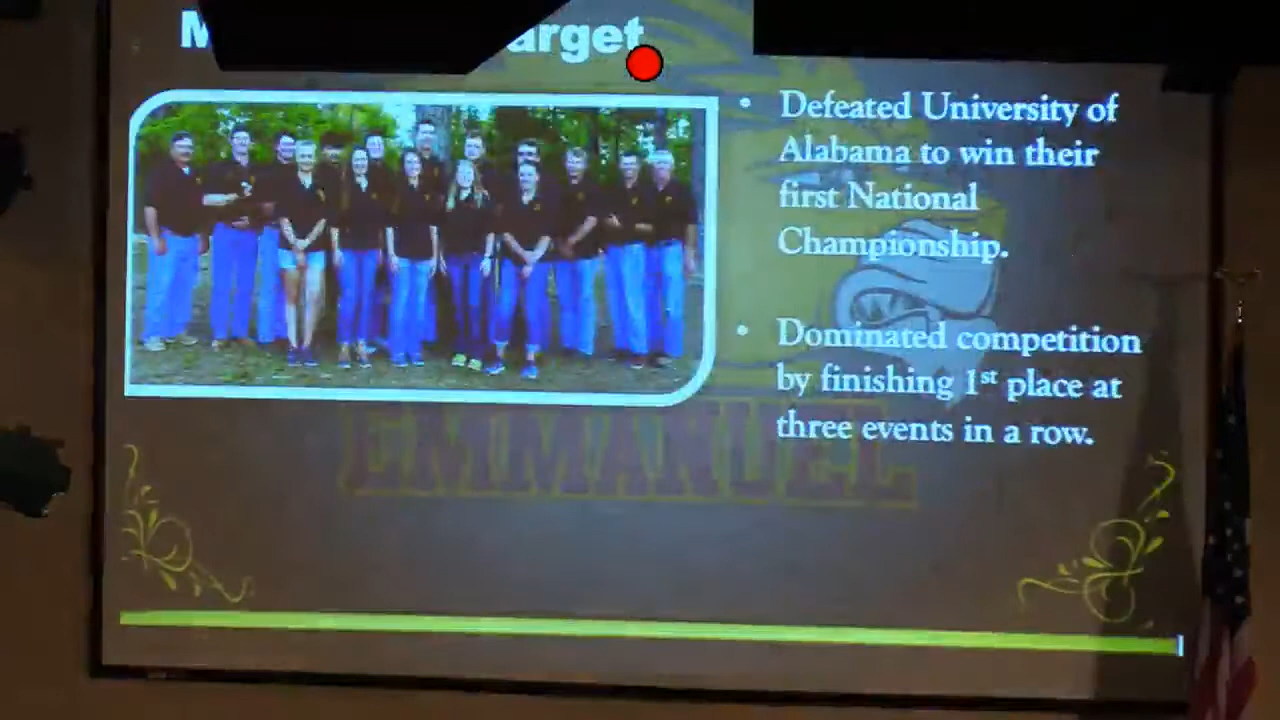 Defeated University of
Alabama to win their
first National
Championship.
Dominated competition
by finishing 1st place at
three events in a row.
EMMANUEL